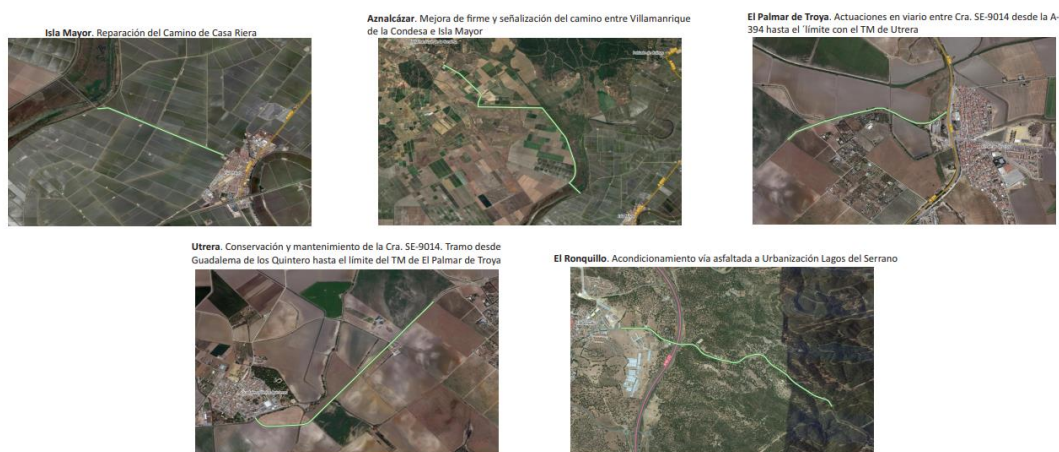 Isla Mayor. Reparación del Camino de Casa Riera
Aznalcázar. Mejora de firme y señalización del camino entre Villamanrique
de la Condesa e Isla Mayor
El Palmar de Troya. Actuaciones en viario entre Cra. SE-9014 desde la A-
394 hasta el ´límite con el TM de Utrera
Utrera. Conservación y mantenimiento de la Cra. SE-9014. Tramo desde
Guadalema de los Quintero hasta el límite del TM de El Palmar de Troya
El Ronquillo. Acondicionamiento vía asfaltada a Urbanización Lagos del Serrano